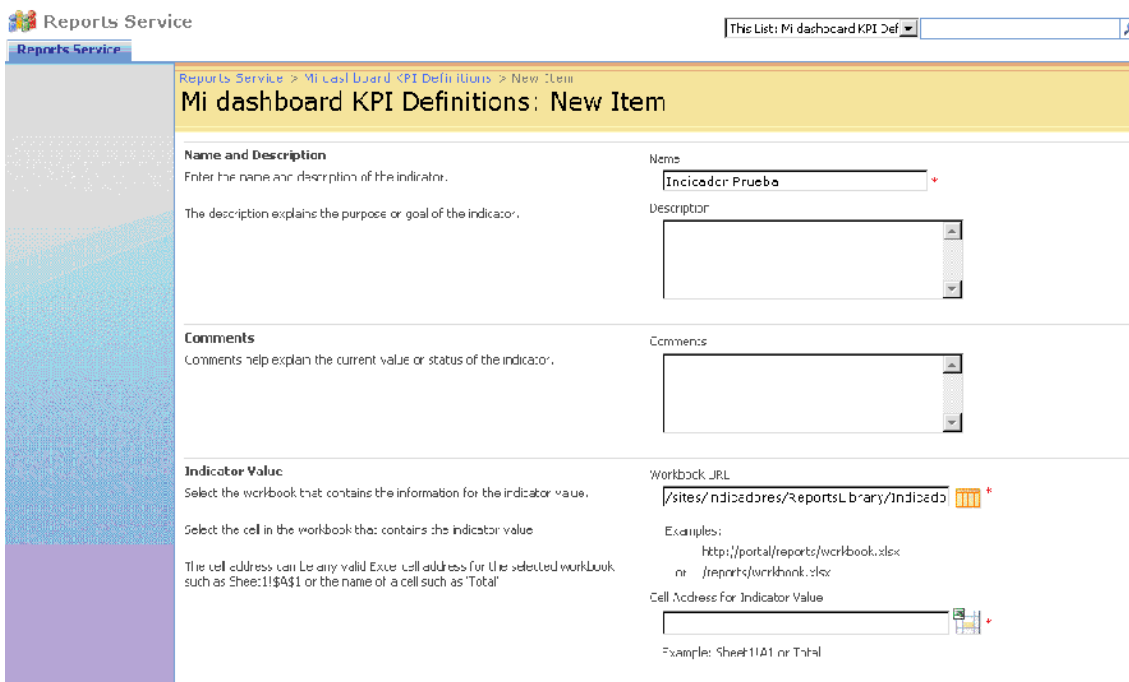 Reports Service
This List: Mi dashboard KPI Def
Reports Service
Reports Service > Mi dashboard KPI Definitions > New Item
Mi dashboard KPI Definitions: New Item
Name and Description
Enter the name and description of the indicator.
The description explains the purpose or goal of the indicator.
Name
Indicador Prueba *
Description
Comments
Comments help explain the current value or status of the indicator.
Comments
Indicator Value
Select the workbook that contains the information for the indicator value.
Select the cell in the workbook that contains the indicator value
The cell address can be any valid Excel cell address for the selected workbook
such as Sheet1!$A$1 or the name of a cell such as 'Total'
Workbook URL
/sites/indicadores/ReportsLibrary/Indicado *
Examples:
http://portal/reports/workbook.xlsx
or /reports/workbook.xlsx
Cell Address for Indicator Value
*
Example: Sheet1!A1 or Total